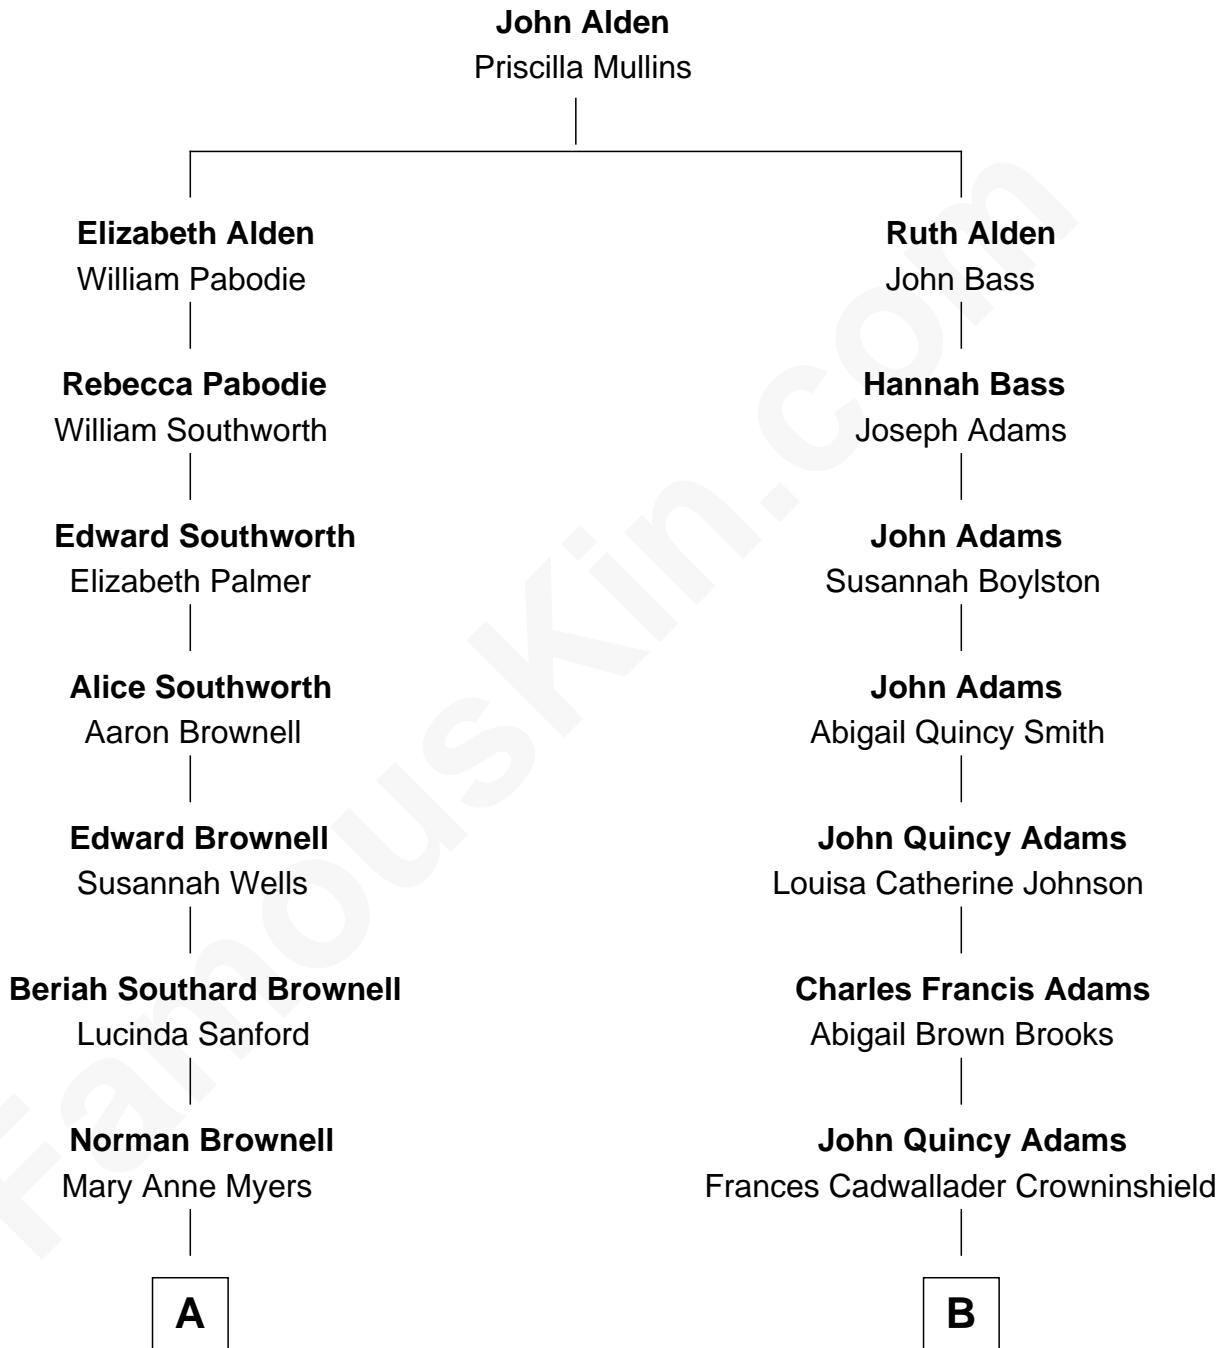 John Alden
Priscilla Mullins
Elizabeth Alden
William Pabodie
Ruth Alden
John Bass
Rebecca Pabodie
William Southworth
Hannah Bass
Joseph Adams
Edward Southworth
Elizabeth Palmer
John Adams
Susannah Boylston
Alice Southworth
Aaron Brownell
John Adams
Abigail Quincy Smith
Edward Brownell
Susannah Wells
John Quincy Adams
Louisa Catherine Johnson
Beriah Southard Brownell
Lucinda Sanford
Charles Francis Adams
Abigail Brown Brooks
Norman Brownell
Mary Anne Myers
John Quincy Adams
Frances Cadwallader Crowninshield
A
B
FamousKin.com